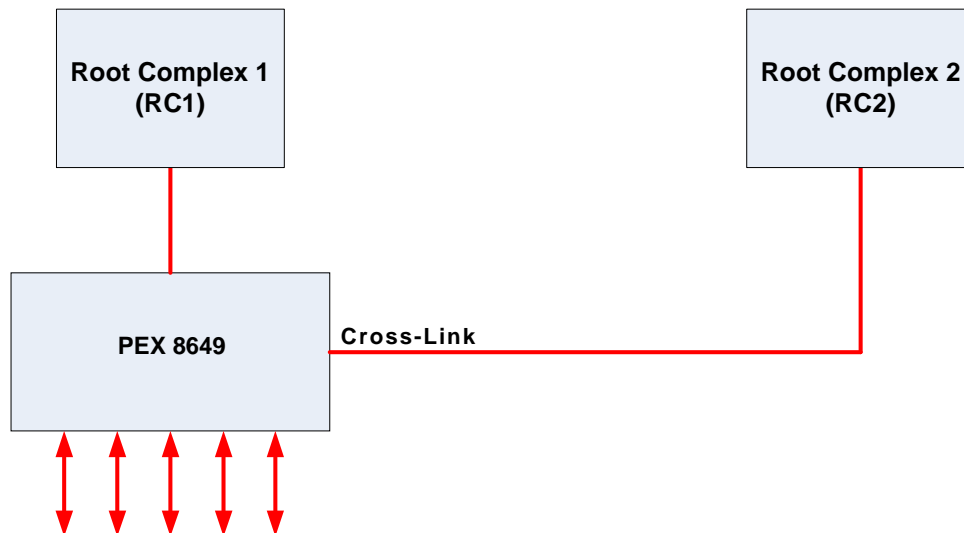 Root Complex 1
(RC1)
Root Complex 2
(RC2)
PEX 8649
Cross-Link